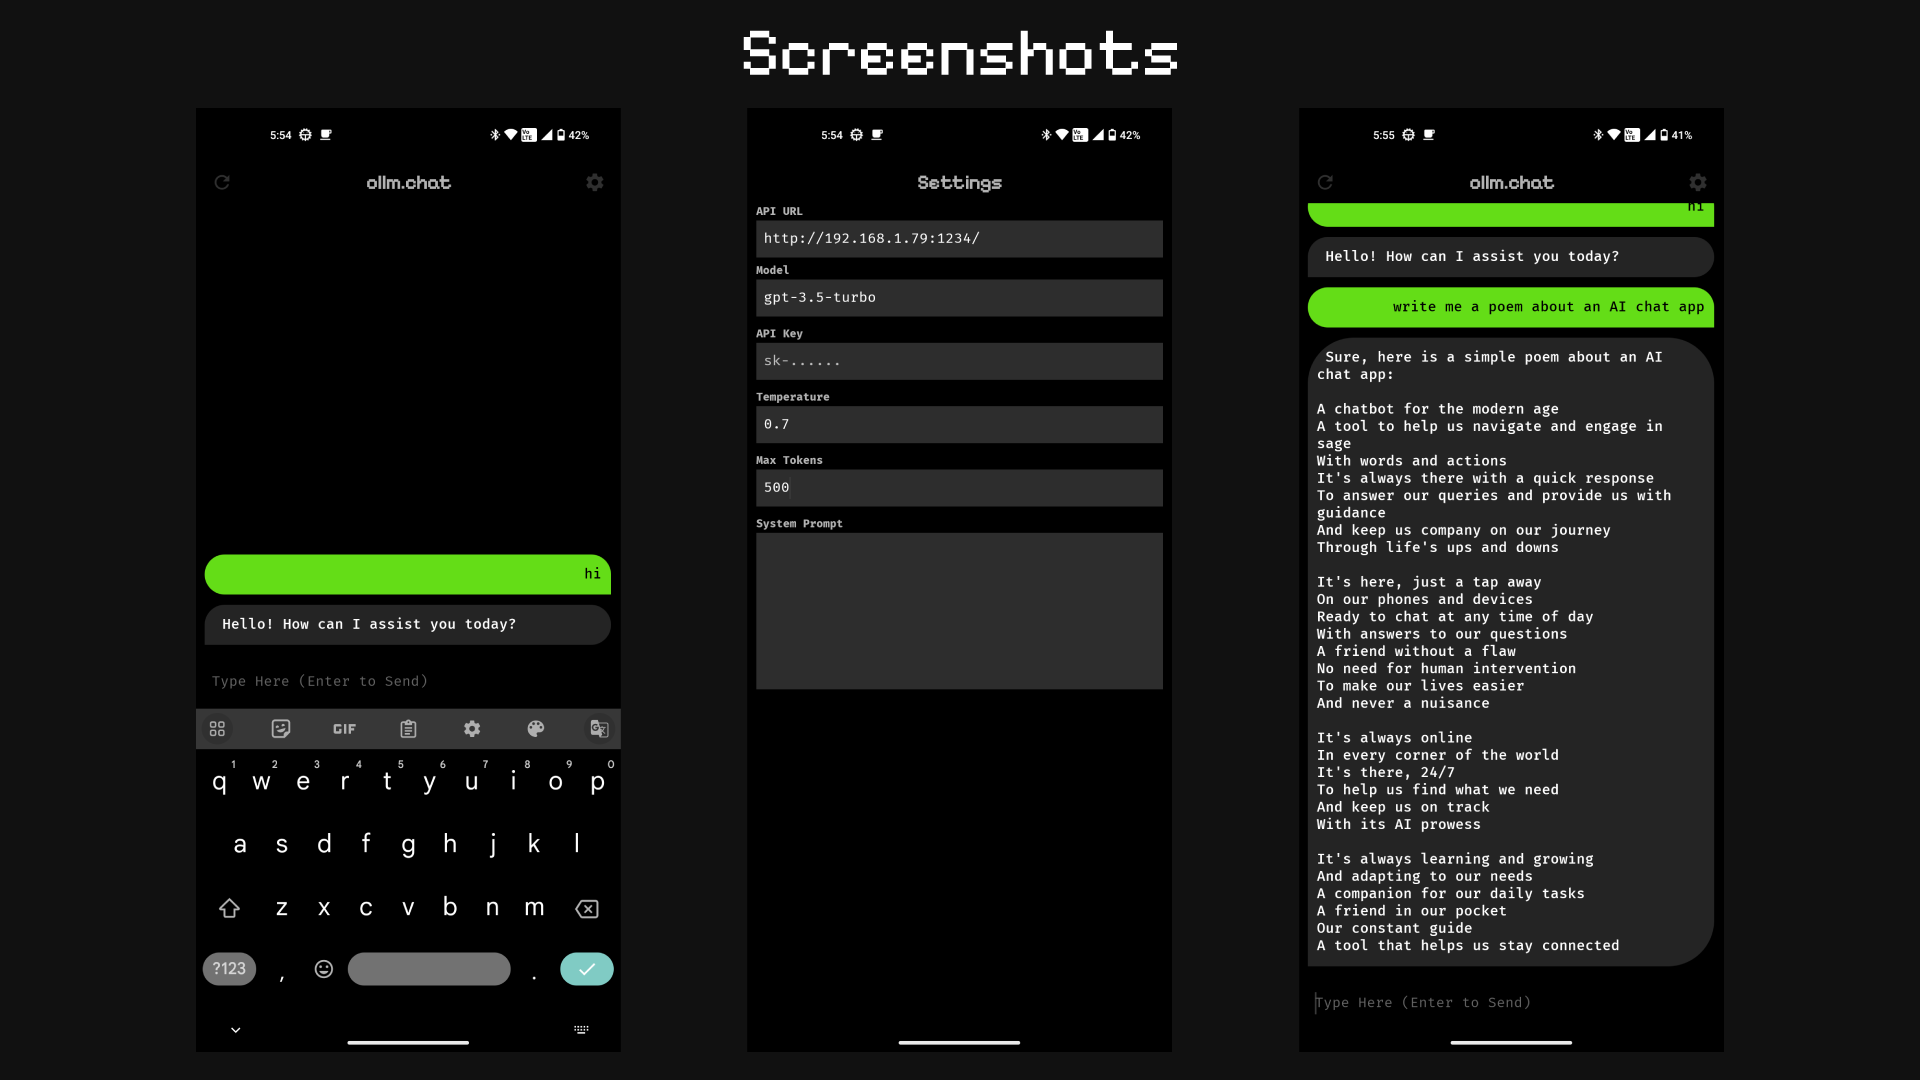 Screenshots
5:54
Vo LTE
42%
ollm.chat
hi
Hello! How can I assist you today?
Type Here (Enter to Send)
GIF
1 2 3 4 5 6 7 8 9 0
q w e r t y u i o p
a s d f g h j k l
z x c v b n m
?123 , .
5:54
Vo LTE
42%
Settings
API URL
http://192.168.1.79:1234/
Model
gpt-3.5-turbo
API Key
sk-......
Temperature
0.7
Max Tokens
500
System Prompt
5:55
Vo LTE
41%
ollm.chat
hi
Hello! How can I assist you today?
write me a poem about an AI chat app
Sure, here is a simple poem about an AI
chat app:
A chatbot for the modern age
A tool to help us navigate and engage in
sage
With words and actions
It's always there with a quick response
To answer our queries and provide us with
guidance
And keep us company on our journey
Through life's ups and downs
It's here, just a tap away
On our phones and devices
Ready to chat at any time of day
With answers to our questions
A friend without a flaw
No need for human intervention
To make our lives easier
And never a nuisance
It's always online
In every corner of the world
It's there, 24/7
To help us find what we need
And keep us on track
With its AI prowess
It's always learning and growing
And adapting to our needs
A companion for our daily tasks
A friend in our pocket
Our constant guide
A tool that helps us stay connected
Type Here (Enter to Send)